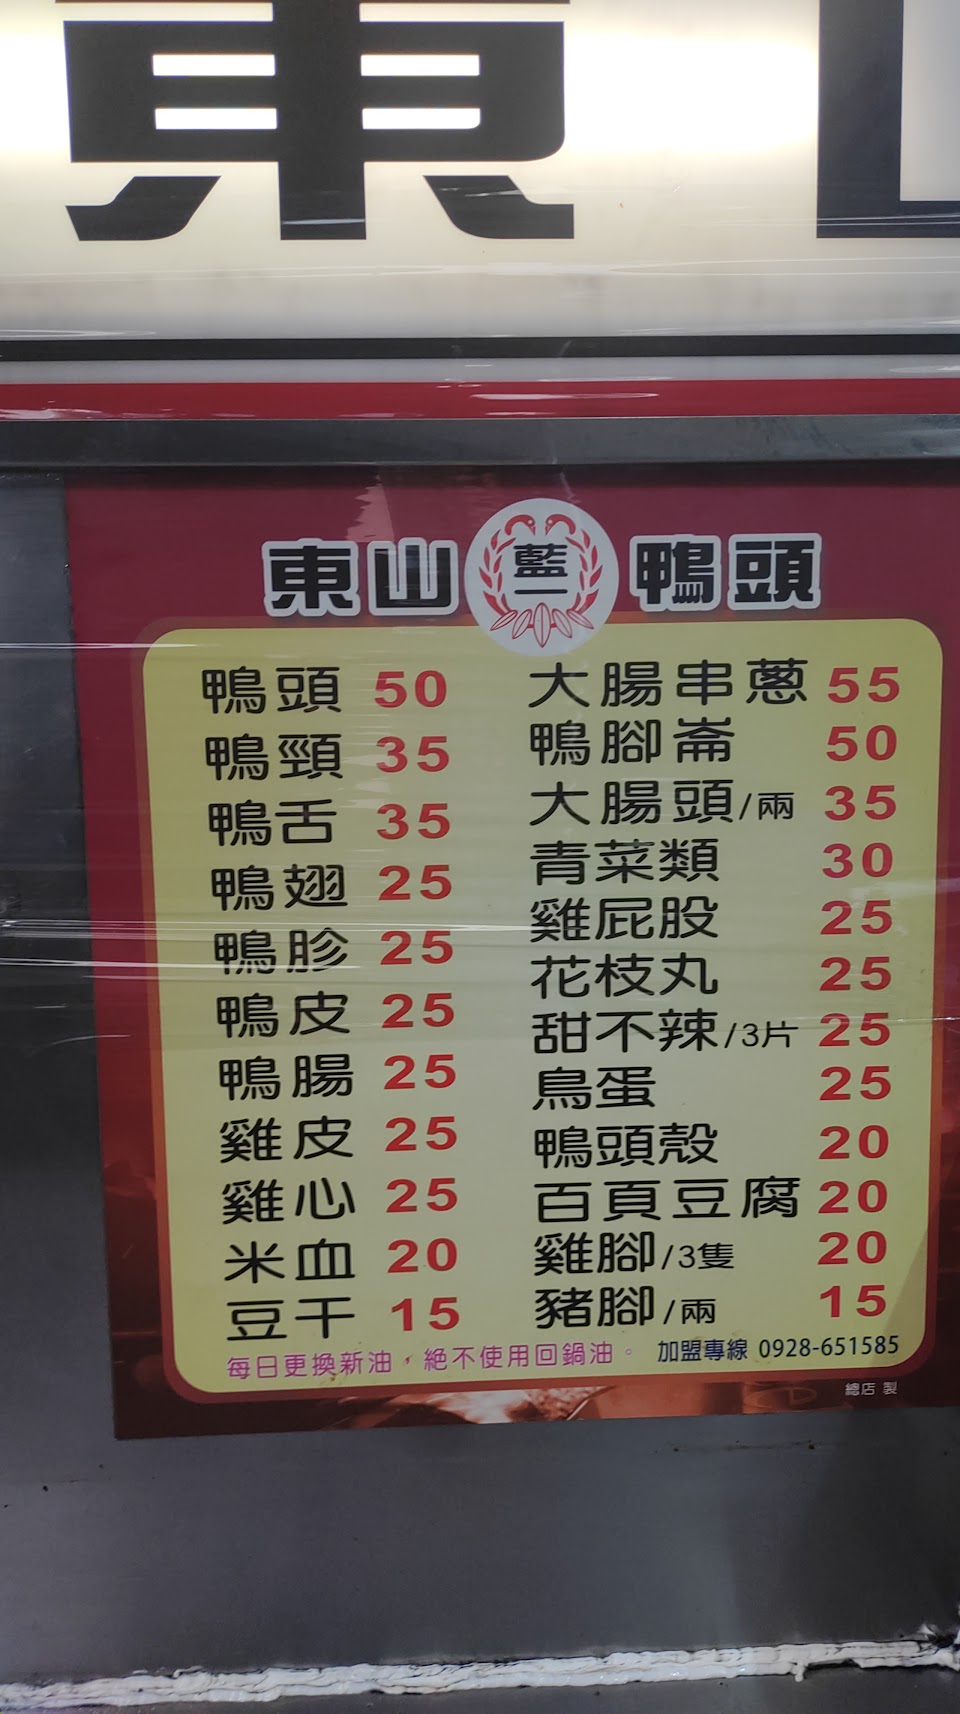 東山
東山 藍一 鴨頭
鴨頭 50
鴨頸 35
鴨舌 35
鴨翅 25
鴨胗 25
鴨皮 25
鴨腸 25
雞皮 25
雞心 25
米血 20
豆干 15
大腸串蔥 55
鴨腳崙 50
大腸頭/兩 35
青菜類 30
雞屁股 25
花枝丸 25
甜不辣/3片 25
鳥蛋 25
鴨頭殼 20
百頁豆腐 20
雞腳/3隻 20
豬腳/兩 15
每日更換新油，絕不使用回鍋油。 加盟專線 0928-651585
總店 製